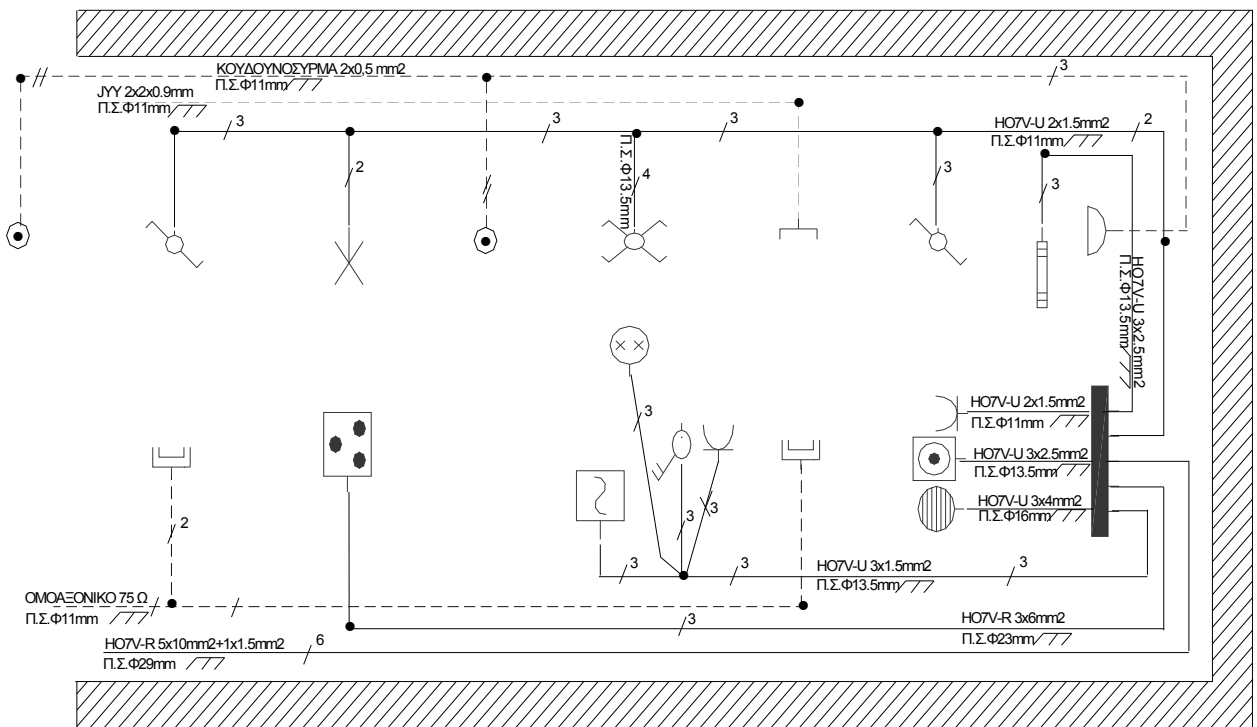 ΚΟΥΔΟΥΝΟΣΥΡΜΑ 2x0,5 mm2
Π.Σ.Φ11mm
3
JYY 2x2x0.9mm
Π.Σ.Φ11mm
3
3
3
HO7V-U 2x1.5mm2
Π.Σ.Φ11mm
2
2
Π.Σ.Φ13.5mm
4
3
3
HO7V-U 3x2.5mm2
Π.Σ.Φ13.5mm
HO7V-U 2x1.5mm2
Π.Σ.Φ11mm
3
HO7V-U 3x2.5mm2
Π.Σ.Φ13.5mm
HO7V-U 3x4mm2
Π.Σ.Φ16mm
3
3
2
3
3
HO7V-U 3x1.5mm2
Π.Σ.Φ13.5mm
3
ΟΜΟΑΞΟΝΙΚΟ 75 Ω
Π.Σ.Φ11mm
3
HO7V-R 3x6mm2
Π.Σ.Φ23mm
HO7V-R 5x10mm2+1x1.5mm2
Π.Σ.Φ29mm
6